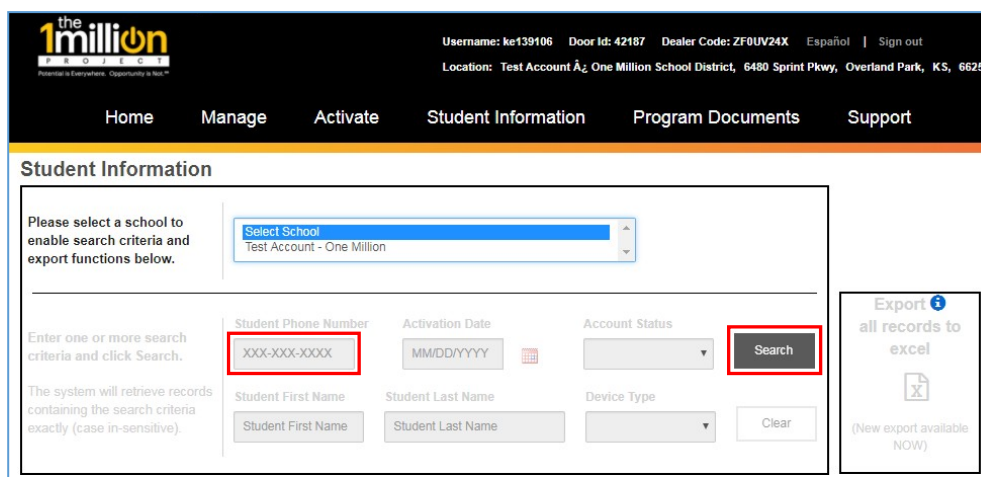 the
1million
PROJECT
Potential is Everywhere. Opportunity is Not.™
Username: ke139106 Door Id: 42187 Dealer Code: ZF0UV24X Español | Sign out
Location: Test Account Â¿ One Million School District, 6480 Sprint Pkwy, Overland Park, KS, 6625
Home Manage Activate Student Information Program Documents Support
Student Information
Please select a school to
enable search criteria and
export functions below.
Select School
Test Account - One Million
Enter one or more search
criteria and click Search.
The system will retrieve records
containing the search criteria
exactly (case in-sensitive).
Student Phone Number Activation Date Account Status
XXX-XXX-XXXX MM/DD/YYYY Search
Student First Name Student Last Name Device Type
Student First Name Student Last Name Clear
Export i
all records to
excel
X
(New export available
NOW)